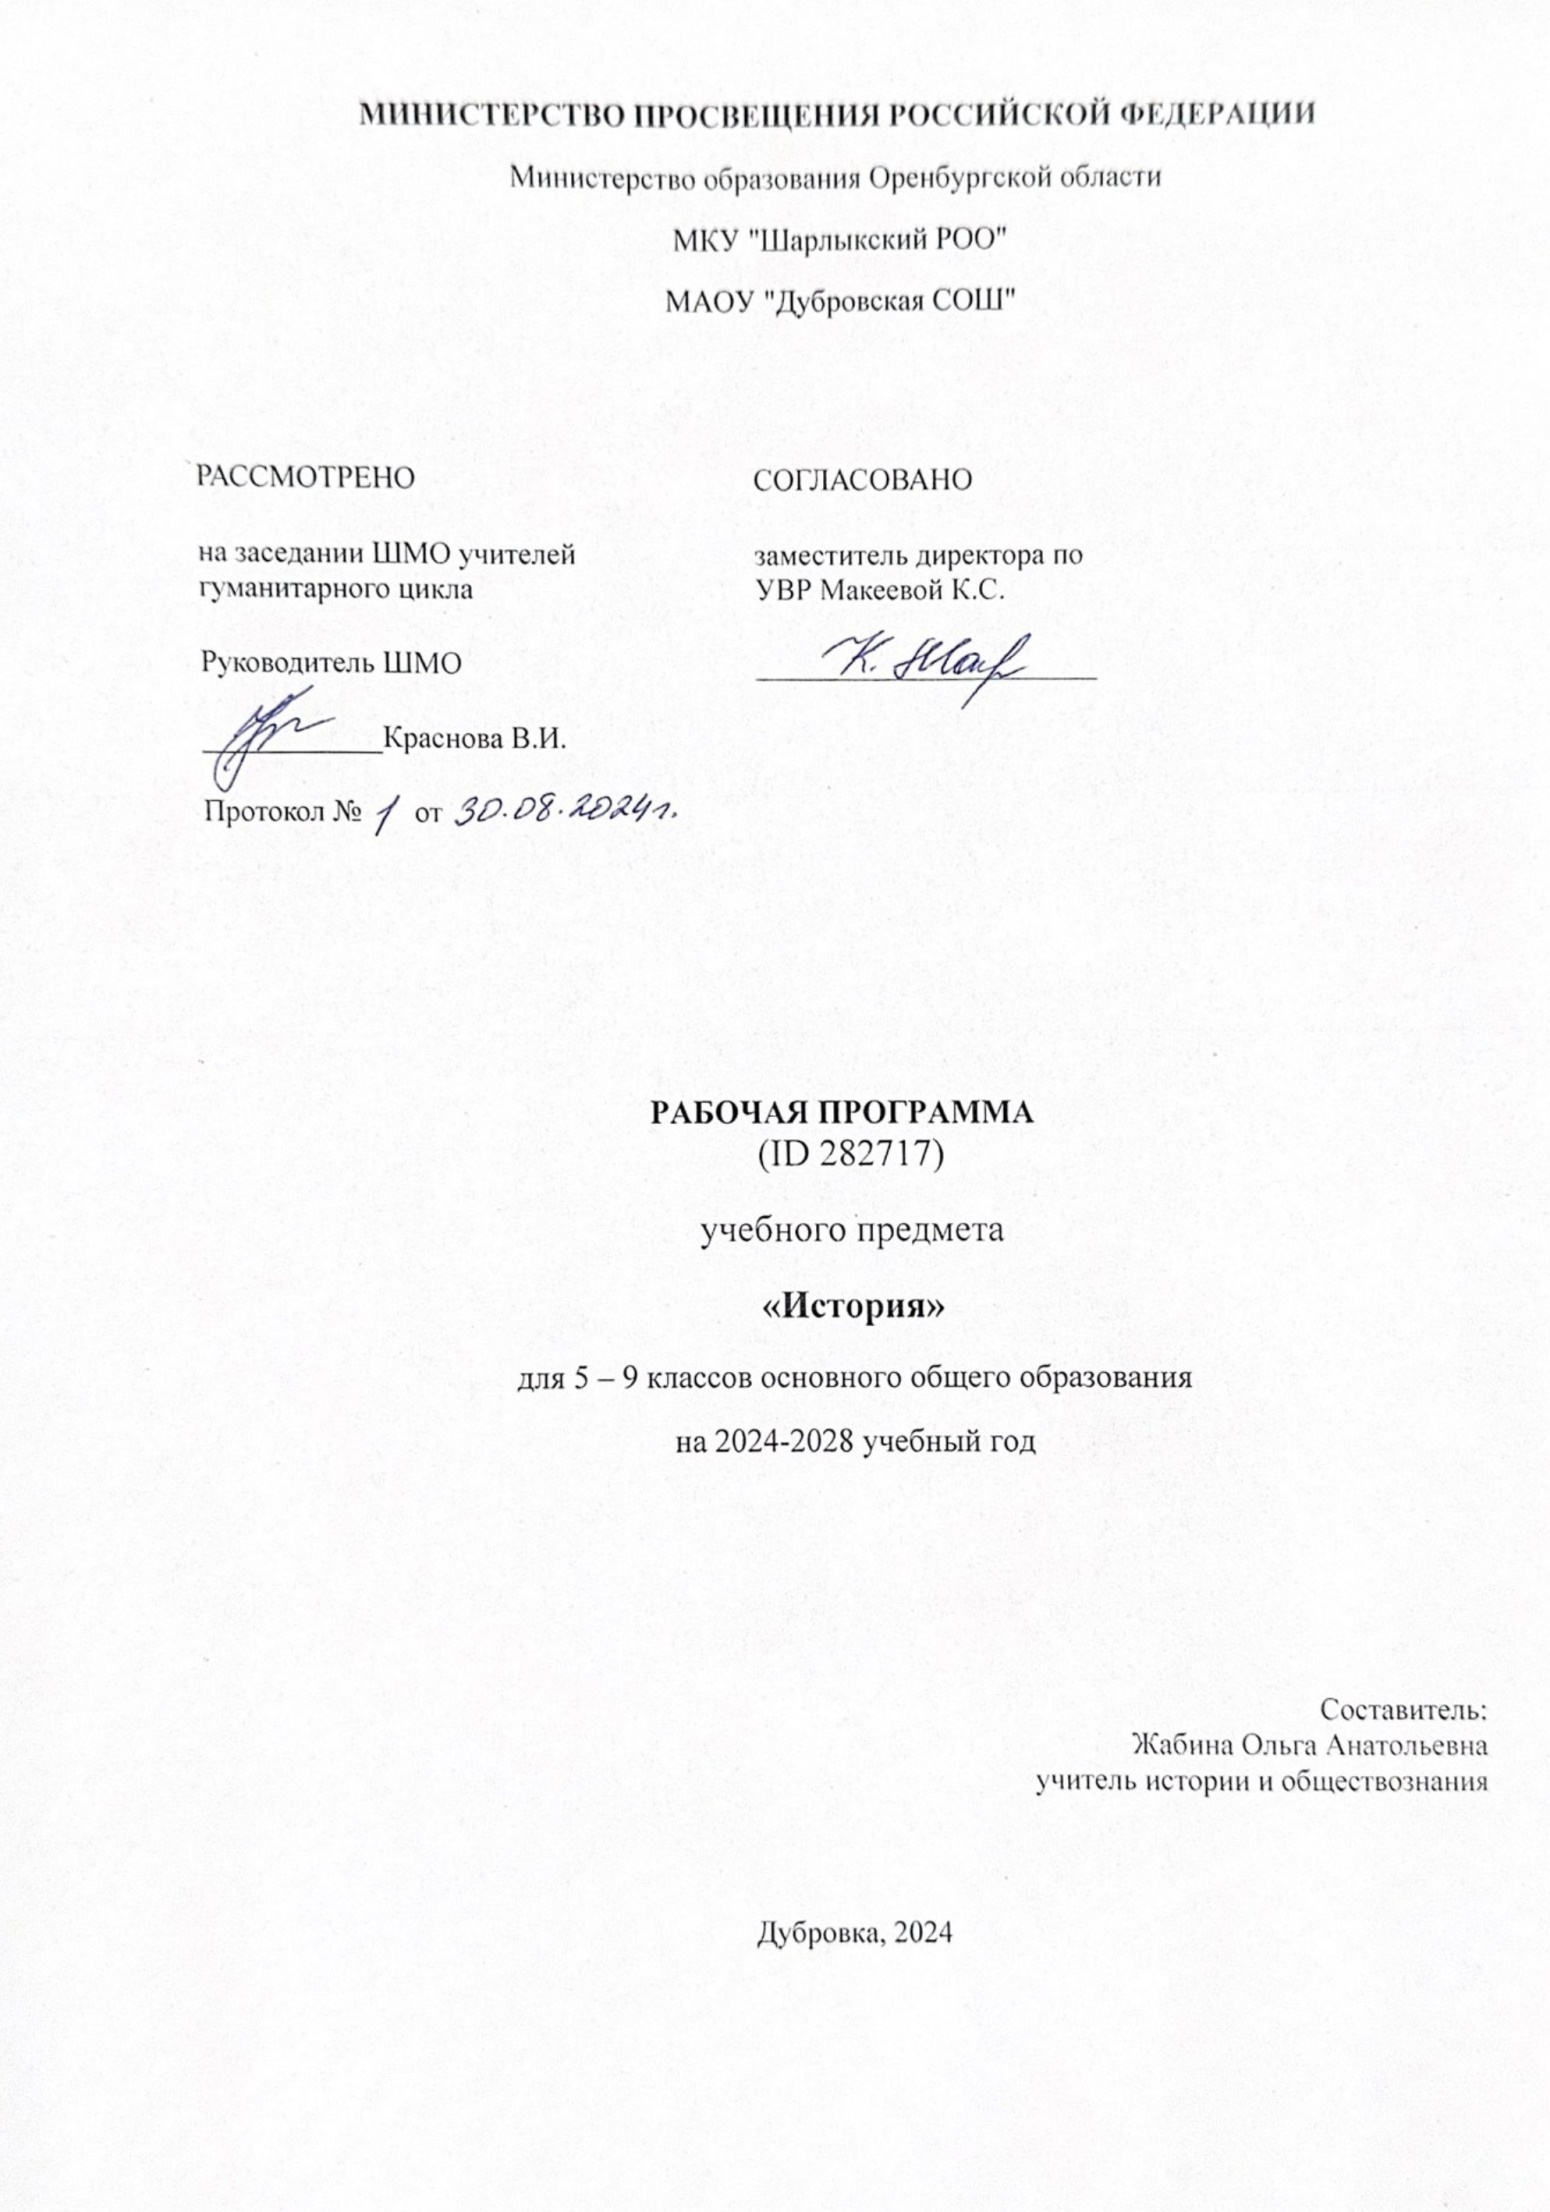 МИНИСТЕРСТВО ПРОСВЕЩЕНИЯ РОССИЙСКОЙ ФЕДЕРАЦИИ
Министерство образования Оренбургской области
МКУ "Шарлыкский РОО"
МАОУ "Дубровская СОШ"
РАССМОТРЕНО
на заседании ШМО учителей
гуманитарного цикла
Руководитель ШМО
Краснова В.И.
Протокол № 1 от 30.08.2024г.
СОГЛАСОВАНО
заместитель директора по
УВР Макеевой К.С.
РАБОЧАЯ ПРОГРАММА
(ID 282717)
учебного предмета
«История»
для 5 – 9 классов основного общего образования
на 2024-2028 учебный год
Составитель:
Жабина Ольга Анатольевна
учитель истории и обществознания
Дубровка, 2024